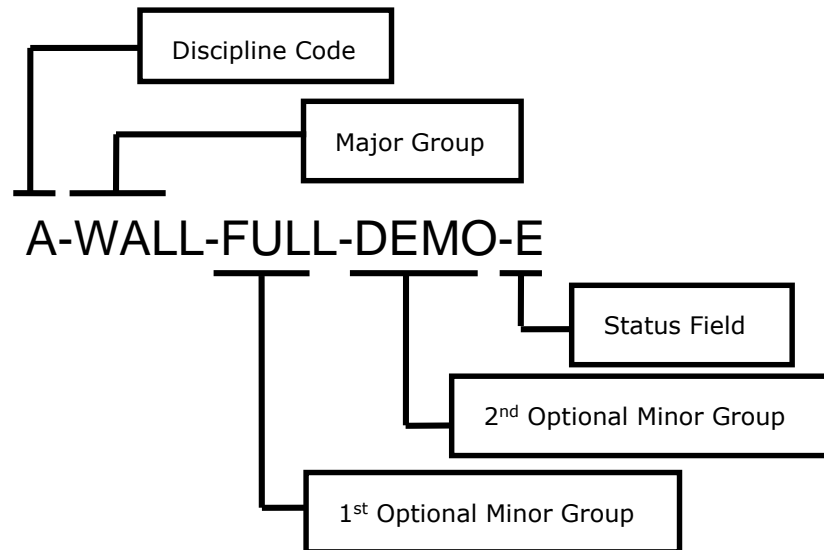 Discipline Code
Major Group
A-WALL-FULL-DEMO-E
Status Field
2nd Optional Minor Group
1st Optional Minor Group